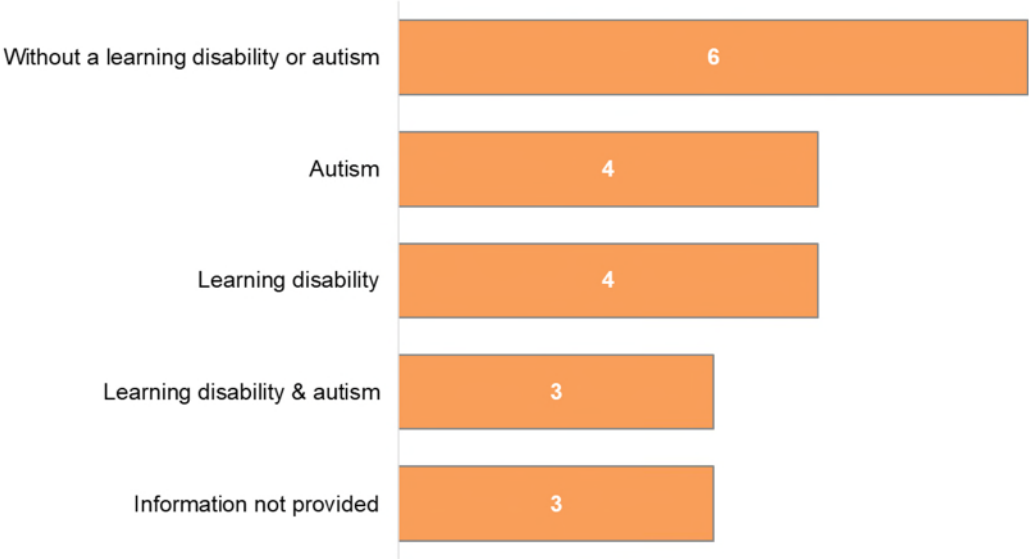 Without a learning disability or autism 6
Autism 4
Learning disability 4
Learning disability & autism 3
Information not provided 3